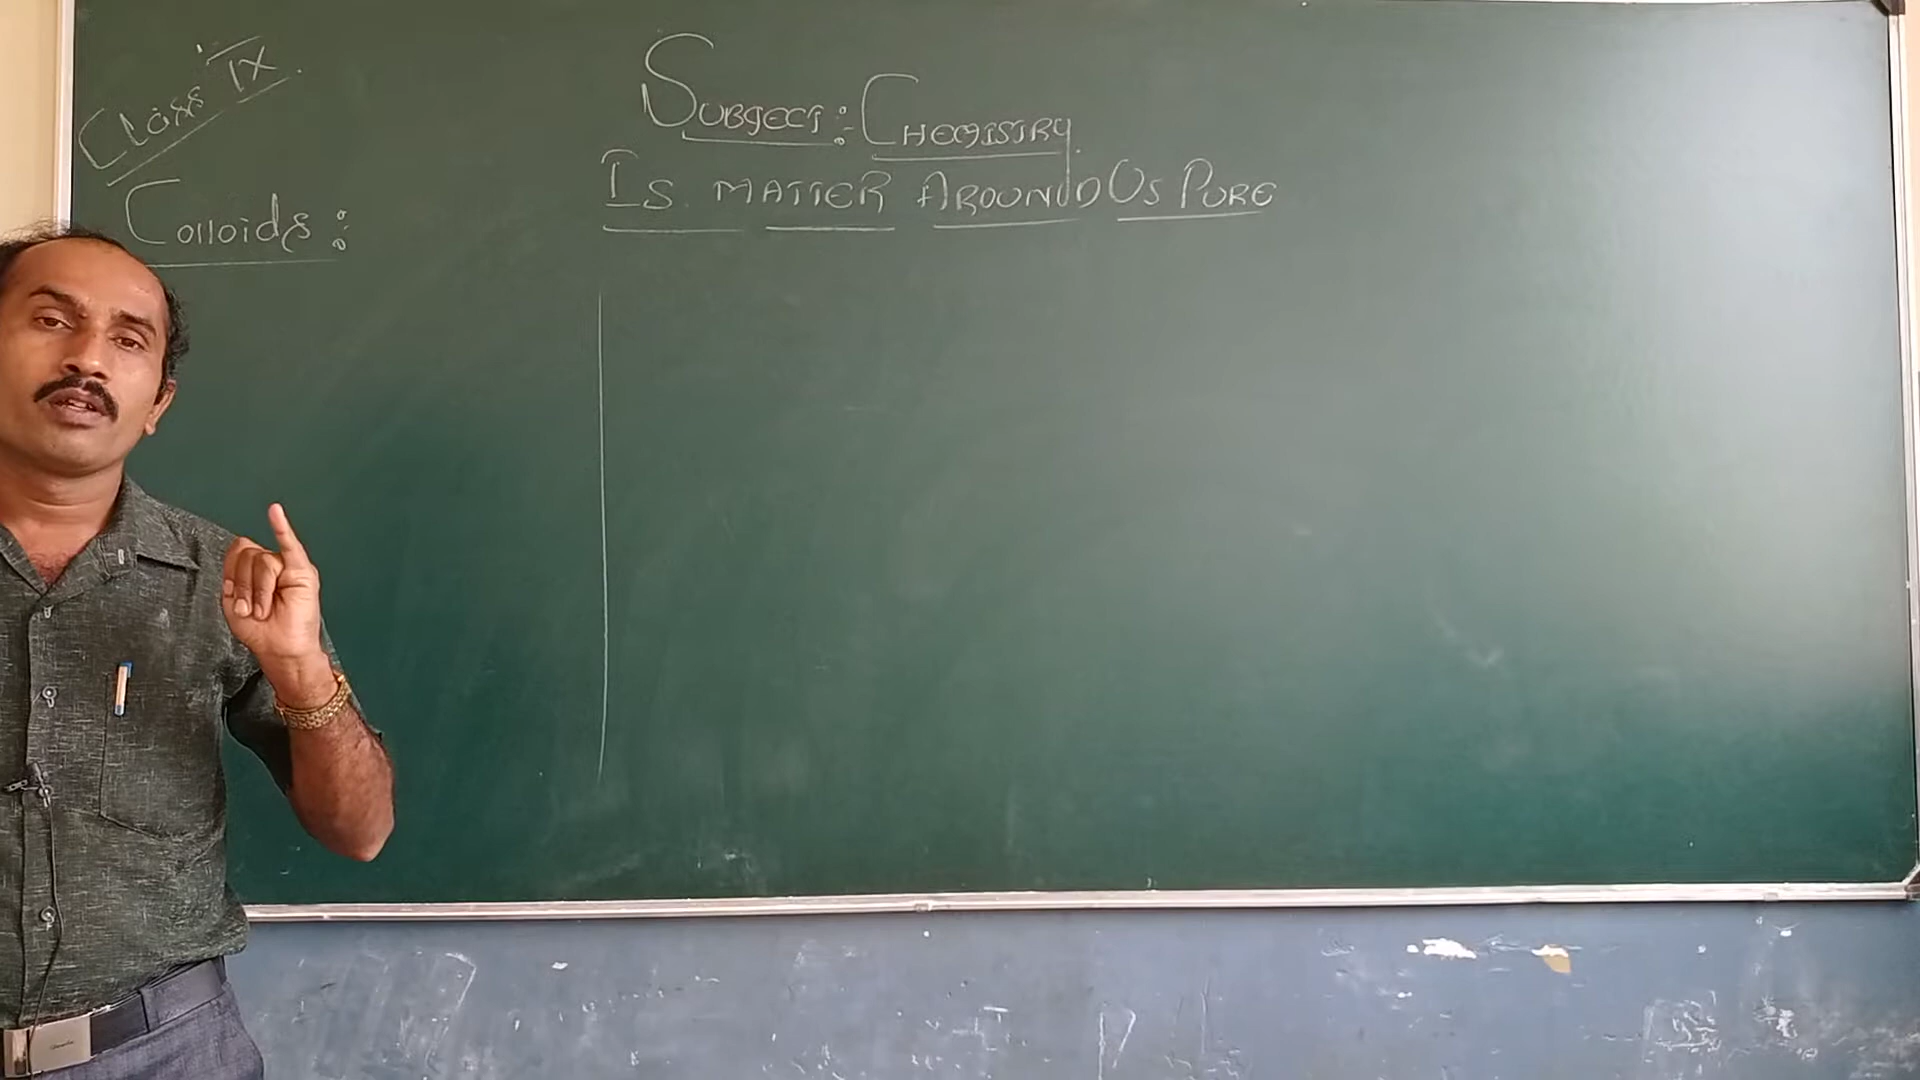 Class IX
Subject: Chemistry
Is matter Around Us Pure
Colloids: